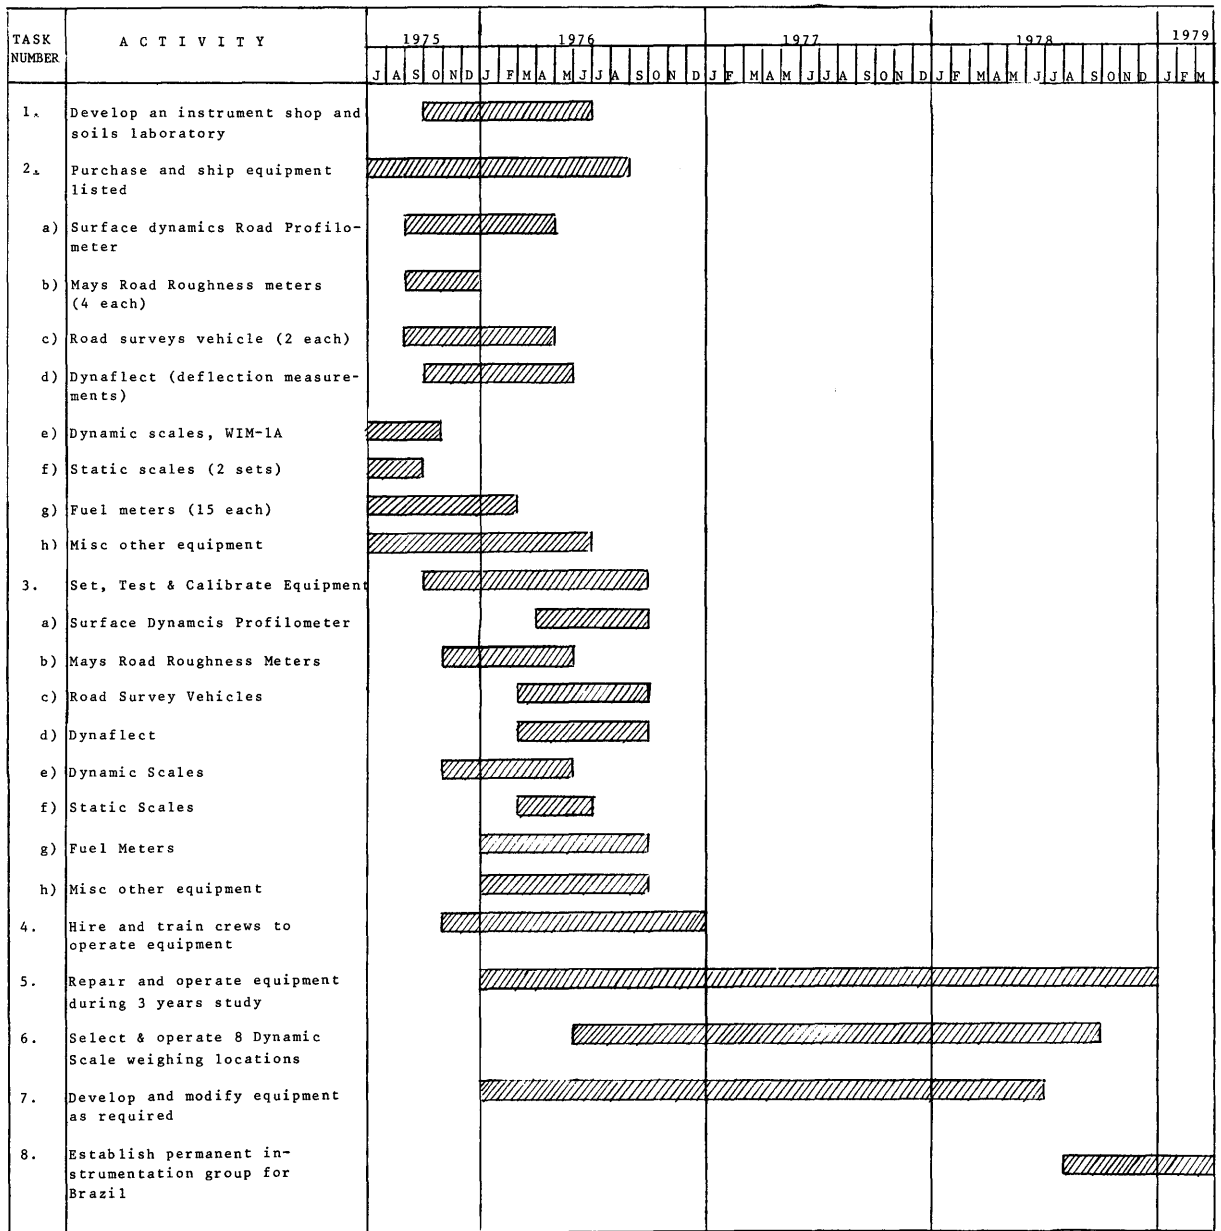 TASK NUMBER
A C T I V I T Y
1975 1976 1977 1978 1979
J A S O N D J F M A M J J A S O N D J F M A M J J A S O N D J F M A M J J A S O N D J F M
1. Develop an instrument shop and
soils laboratory
2. Purchase and ship equipment
listed
a) Surface dynamics Road Profilo-
meter
b) Mays Road Roughness meters
(4 each)
c) Road surveys vehicle (2 each)
d) Dynaflect (deflection measure-
ments)
e) Dynamic scales, WIM-1A
f) Static scales (2 sets)
g) Fuel meters (15 each)
h) Misc other equipment
3. Set, Test & Calibrate Equipment
a) Surface Dynamcis Profilometer
b) Mays Road Roughness Meters
c) Road Survey Vehicles
d) Dynaflect
e) Dynamic Scales
f) Static Scales
g) Fuel Meters
h) Misc other equipment
4. Hire and train crews to
operate equipment
5. Repair and operate equipment
during 3 years study
6. Select & operate 8 Dynamic
Scale weighing locations
7. Develop and modify equipment
as required
8. Establish permanent in-
strumentation group for
Brazil